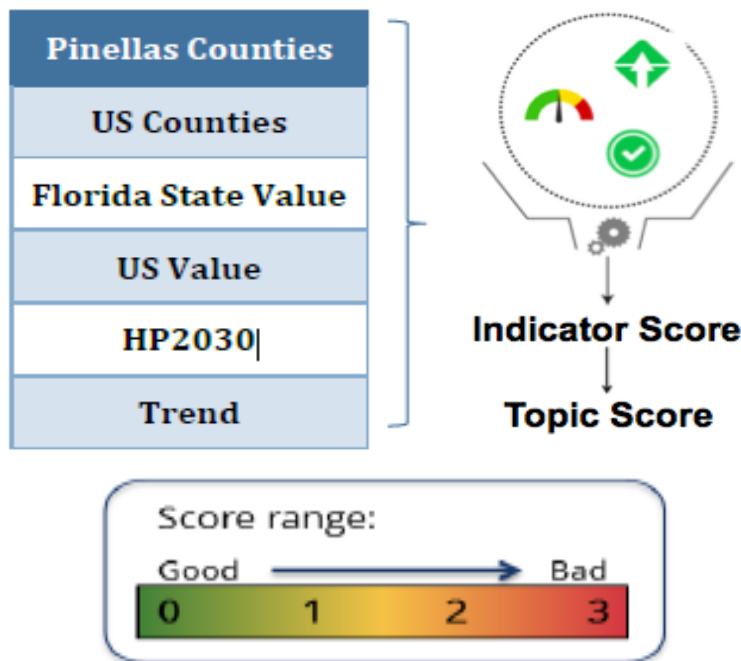 Pinellas Counties
US Counties
Florida State Value
US Value
HP2030
Trend
Indicator Score
Topic Score
Score range:
Good Bad
0 1 2 3